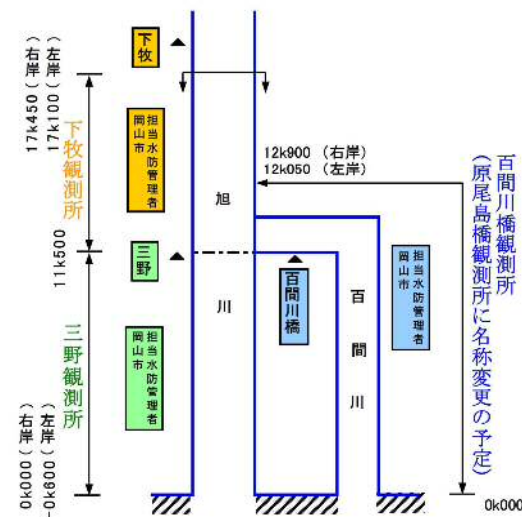 下牧
17k450（右岸）
17k100（左岸）
下牧観測所
担当水防管理者
岡山市
12k900（右岸）
12k050（左岸）
旭川
11k500
三野
百間川橋
百間川
担当水防管理者
岡山市
百間川橋観測所
（原尾島橋観測所に名称変更の予定）
三野観測所
担当水防管理者
岡山市
0k000（右岸）
-0k600（左岸）
0k000